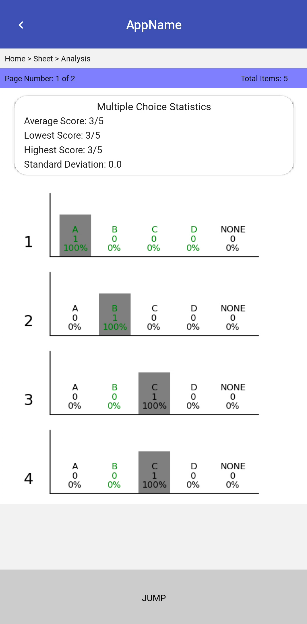 AppName
Home > Sheet > Analysis
Page Number: 1 of 2 Total Items: 5
Multiple Choice Statistics
Average Score: 3/5
Lowest Score: 3/5
Highest Score: 3/5
Standard Deviation: 0.0
1
A B C D NONE
1 0 0 0 0
100% 0% 0% 0% 0%
2
A B C D NONE
0 1 0 0 0
0% 100% 0% 0% 0%
3
A B C D NONE
0 0 1 0 0
0% 0% 100% 0% 0%
4
A B C D NONE
0 0 1 0 0
0% 0% 100% 0% 0%
JUMP